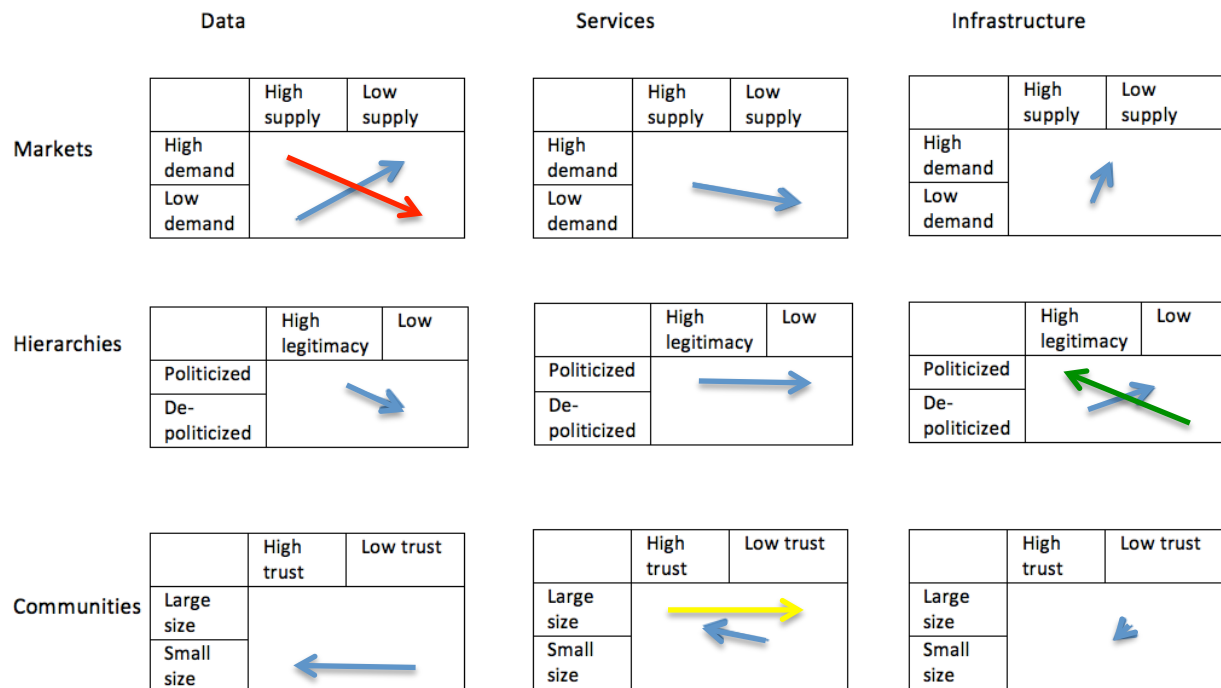 Data Services Infrastructure
Markets
High supply Low supply
High demand
Low demand
High supply Low supply
High demand
Low demand
High supply Low supply
High demand
Low demand
Hierarchies
High legitimacy Low
Politicized
De-politicized
High legitimacy Low
Politicized
De-politicized
High legitimacy Low
Politicized
De-politicized
Communities
High trust Low trust
Large size
Small size
High trust Low trust
Large size
Small size
High trust Low trust
Large size
Small size